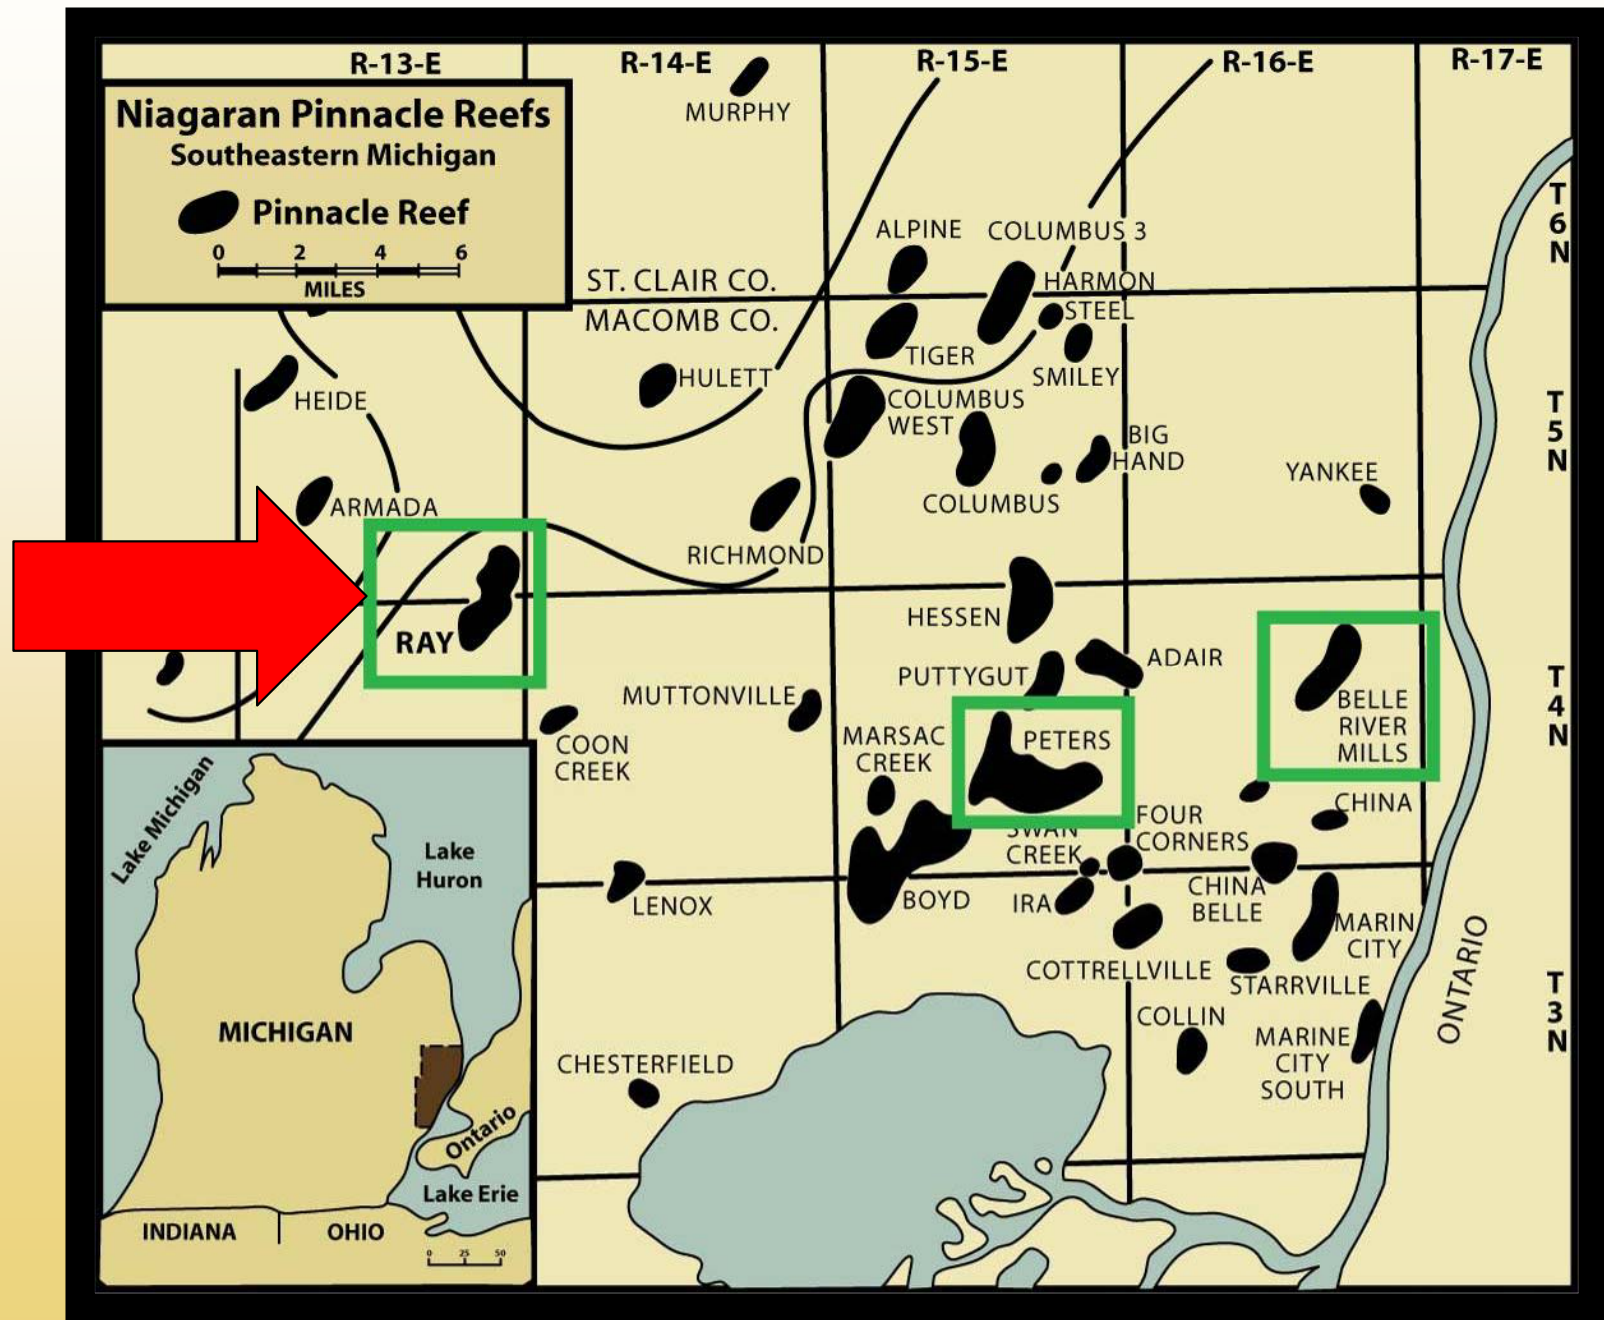 R-13-E
R-14-E
R-15-E
R-16-E
R-17-E
Niagaran Pinnacle Reefs
Southeastern Michigan
Pinnacle Reef
0 2 4 6
MILES
MURPHY
T
6
N
ALPINE
COLUMBUS 3
ST. CLAIR CO.
MACOMB CO.
HARMON
STEEL
TIGER
SMILEY
HULETT
HEIDE
COLUMBUS
WEST
T
5
N
BIG
HAND
YANKEE
COLUMBUS
ARMADA
RICHMOND
HESSEN
RAY
ADAIR
PUTTYGUT
MUTTONVILLE
T
4
N
BELLE
RIVER
MILLS
PETERS
MARSAC
CREEK
COON
CREEK
CHINA
FOUR
CORNERS
SWAN
CREEK
CHINA
BELLE
IRA
BOYD
LENOX
MARIN
CITY
COTTRELLVILLE
STARRVILLE
ONTARIO
T
3
N
COLLIN
MARINE
CITY
SOUTH
CHESTERFIELD
Lake Michigan
Lake
Huron
MICHIGAN
Ontario
Lake Erie
INDIANA
OHIO
0 25 50